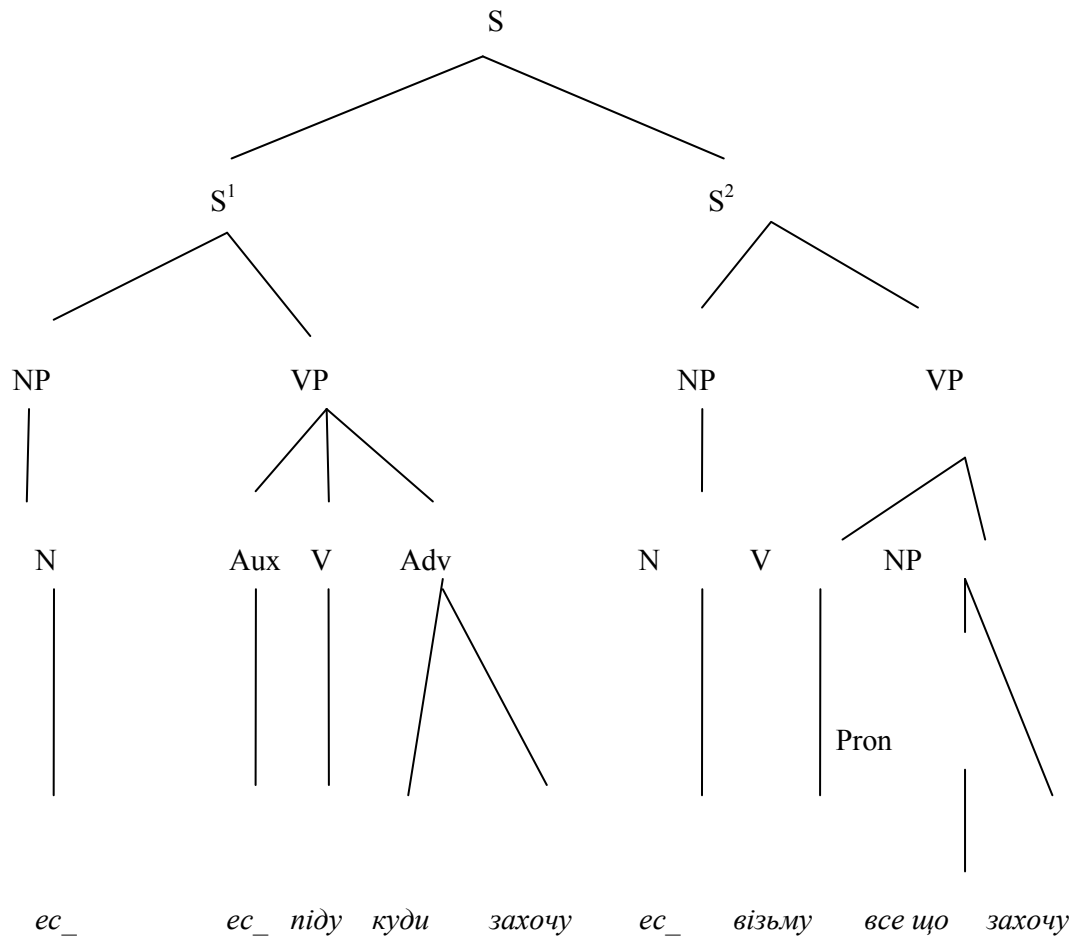 S
S¹ S²
NP VP NP VP
N Aux V Adv N V NP
Pron
ес_ ес_ піду куди захочу ес_ візьму все що захочу